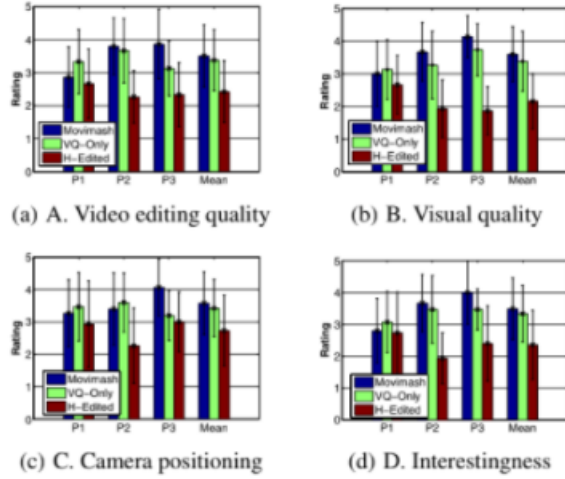 5
4
3
2
1
0
Rating
Movimash
VQ-Only
H-Edited
P1 P2 P3 Mean
(a) A. Video editing quality
5
4
3
2
1
0
Rating
Movimash
VQ-Only
H-Edited
P1 P2 P3 Mean
(b) B. Visual quality
5
4
3
2
1
0
Rating
Movimash
VQ-Only
H-Edited
P1 P2 P3 Mean
(c) C. Camera positioning
5
4
3
2
1
0
Rating
Movimash
VQ-Only
H-Edited
P1 P2 P3 Mean
(d) D. Interestingness